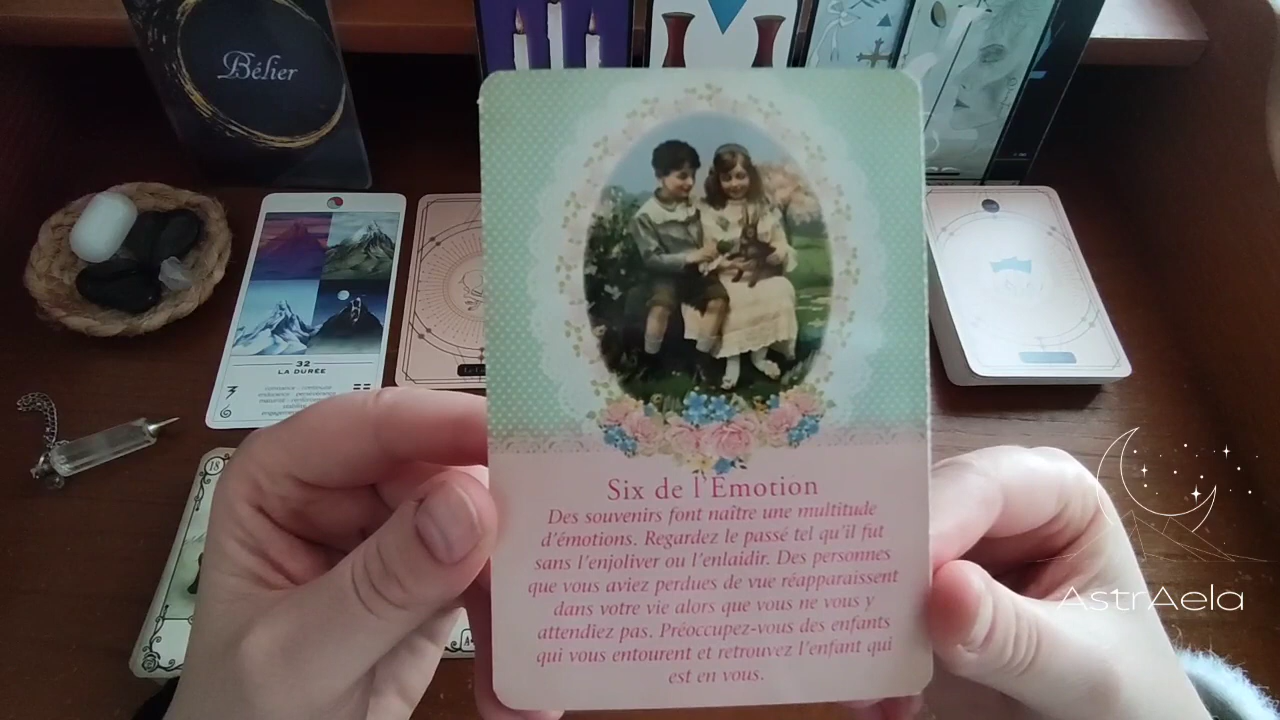 Bélier
32
LA DURÉE
18
Six de l'Emotion
Des souvenirs font naître une multitude
d'émotions. Regardez le passé tel qu'il fut
sans l'enjoliver ou l'enlaidir. Des personnes
que vous aviez perdues de vue réapparaissent
dans votre vie alors que vous ne vous y
attendiez pas. Préoccupez-vous des enfants
qui vous entourent et retrouvez l'enfant qui
est en vous.
AstrAela